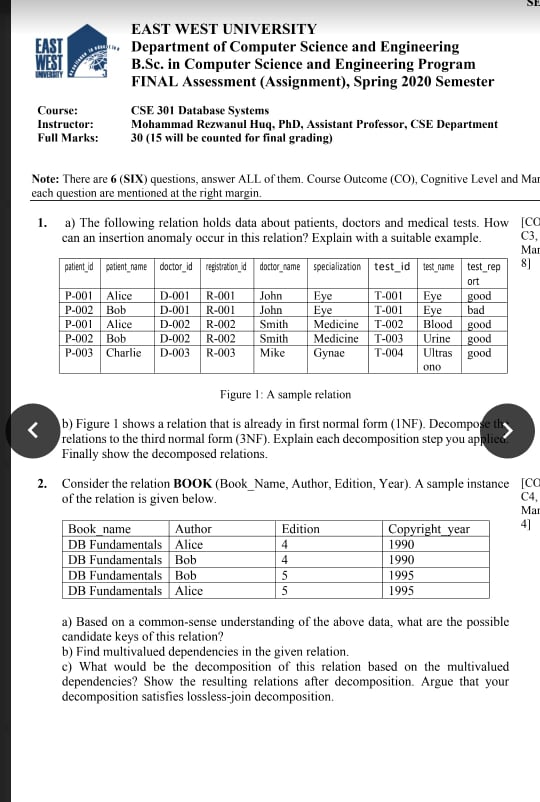 SE
EAST WEST UNIVERSITY
Department of Computer Science and Engineering
B.Sc. in Computer Science and Engineering Program
FINAL Assessment (Assignment), Spring 2020 Semester
EAST
WEST
UNIVERSITY
Course: CSE 301 Database Systems
Instructor: Mohammad Rezwanul Huq, PhD, Assistant Professor, CSE Department
Full Marks: 30 (15 will be counted for final grading)
Note: There are 6 (SIX) questions, answer ALL of them. Course Outcome (CO), Cognitive Level and Mar
each question are mentioned at the right margin.
1. a) The following relation holds data about patients, doctors and medical tests. How [CO
can an insertion anomaly occur in this relation? Explain with a suitable example. C3,
Mar
8]
patient_id patient_name doctor_id registration_id doctor_name specialization test_id test_name test_rep
ort
P-001 Alice D-001 R-001 John Eye T-001 Eye good
P-002 Bob D-001 R-001 John Eye T-001 Eye bad
P-001 Alice D-002 R-002 Smith Medicine T-002 Blood good
P-002 Bob D-002 R-002 Smith Medicine T-003 Urine good
P-003 Charlie D-003 R-003 Mike Gynae T-004 Ultras good
ono
Figure 1: A sample relation
b) Figure 1 shows a relation that is already in first normal form (1NF). Decompose
relations to the third normal form (3NF). Explain each decomposition step you applied.
Finally show the decomposed relations.
2. Consider the relation BOOK (Book_Name, Author, Edition, Year). A sample instance [CO
of the relation is given below. C4,
Mar
4]
Book_name Author Edition Copyright_year
DB Fundamentals Alice 4 1990
DB Fundamentals Bob 4 1990
DB Fundamentals Bob 5 1995
DB Fundamentals Alice 5 1995
a) Based on a common-sense understanding of the above data, what are the possible
candidate keys of this relation?
b) Find multivalued dependencies in the given relation.
c) What would be the decomposition of this relation based on the multivalued
dependencies? Show the resulting relations after decomposition. Argue that your
decomposition satisfies lossless-join decomposition.